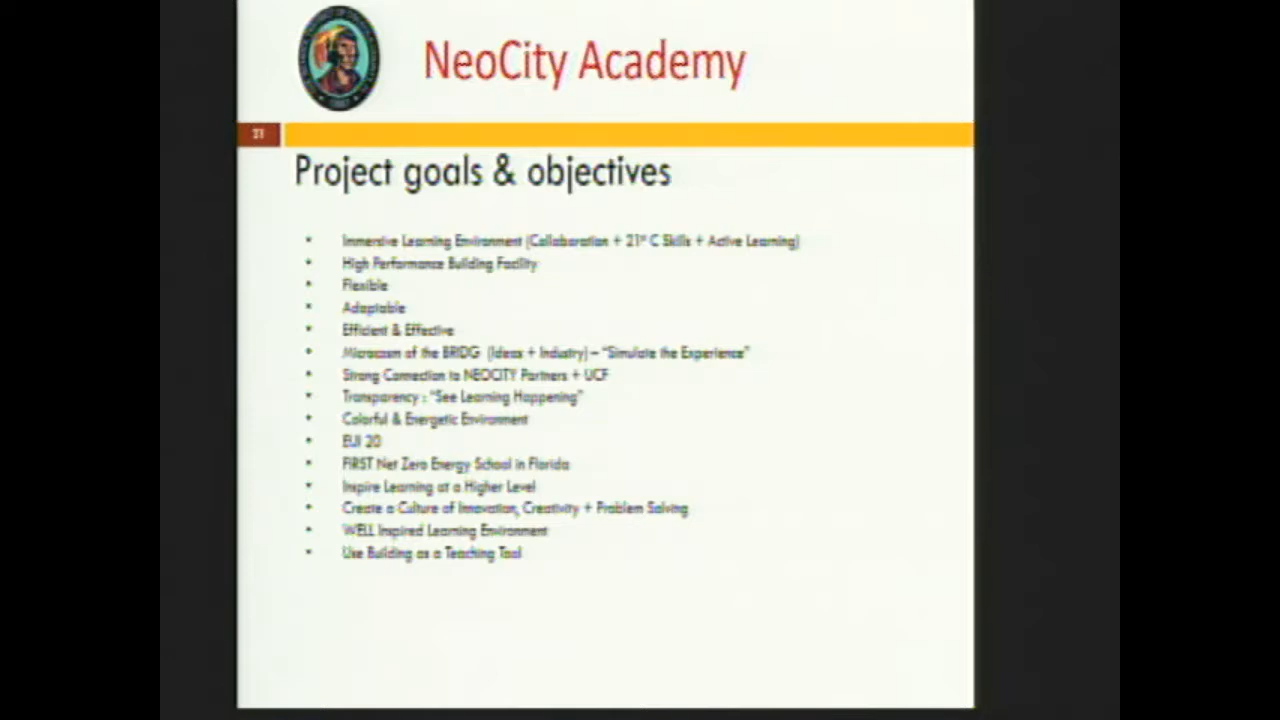 NeoCity Academy
Project goals & objectives
• Immersive Learning Environment (Collaboration + 21st C Skills + Active Learning)
• High Performance Building Facility
• Flexible
• Adaptable
• Efficient & Effective
• Microcosm of the BRIDG (Ideas + Industry) – "Simulate the Experience"
• Strong Connection to NEOCITY Partners + UCF
• Transparency : "See Learning Happening"
• Colorful & Energetic Environment
• EUI 20
• FIRST Net Zero Energy School in Florida
• Inspire Learning at a Higher Level
• Create a Culture of Innovation, Creativity + Problem Solving
• WELL Inspired Learning Environment
• Use Building as a Teaching Tool